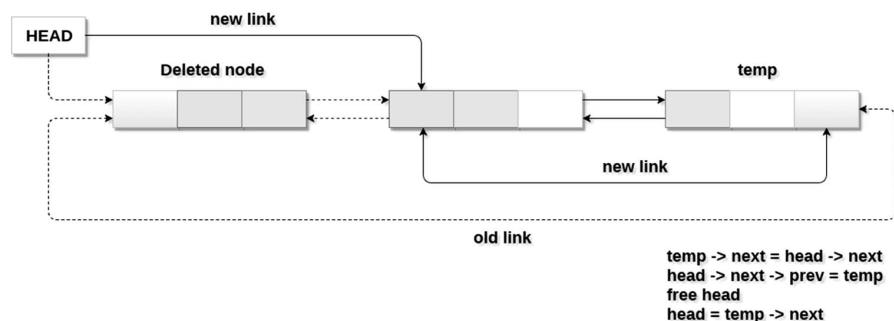 new link
HEAD
Deleted node
temp
new link
old link
temp -> next = head -> next
head -> next -> prev = temp
free head
head = temp -> next